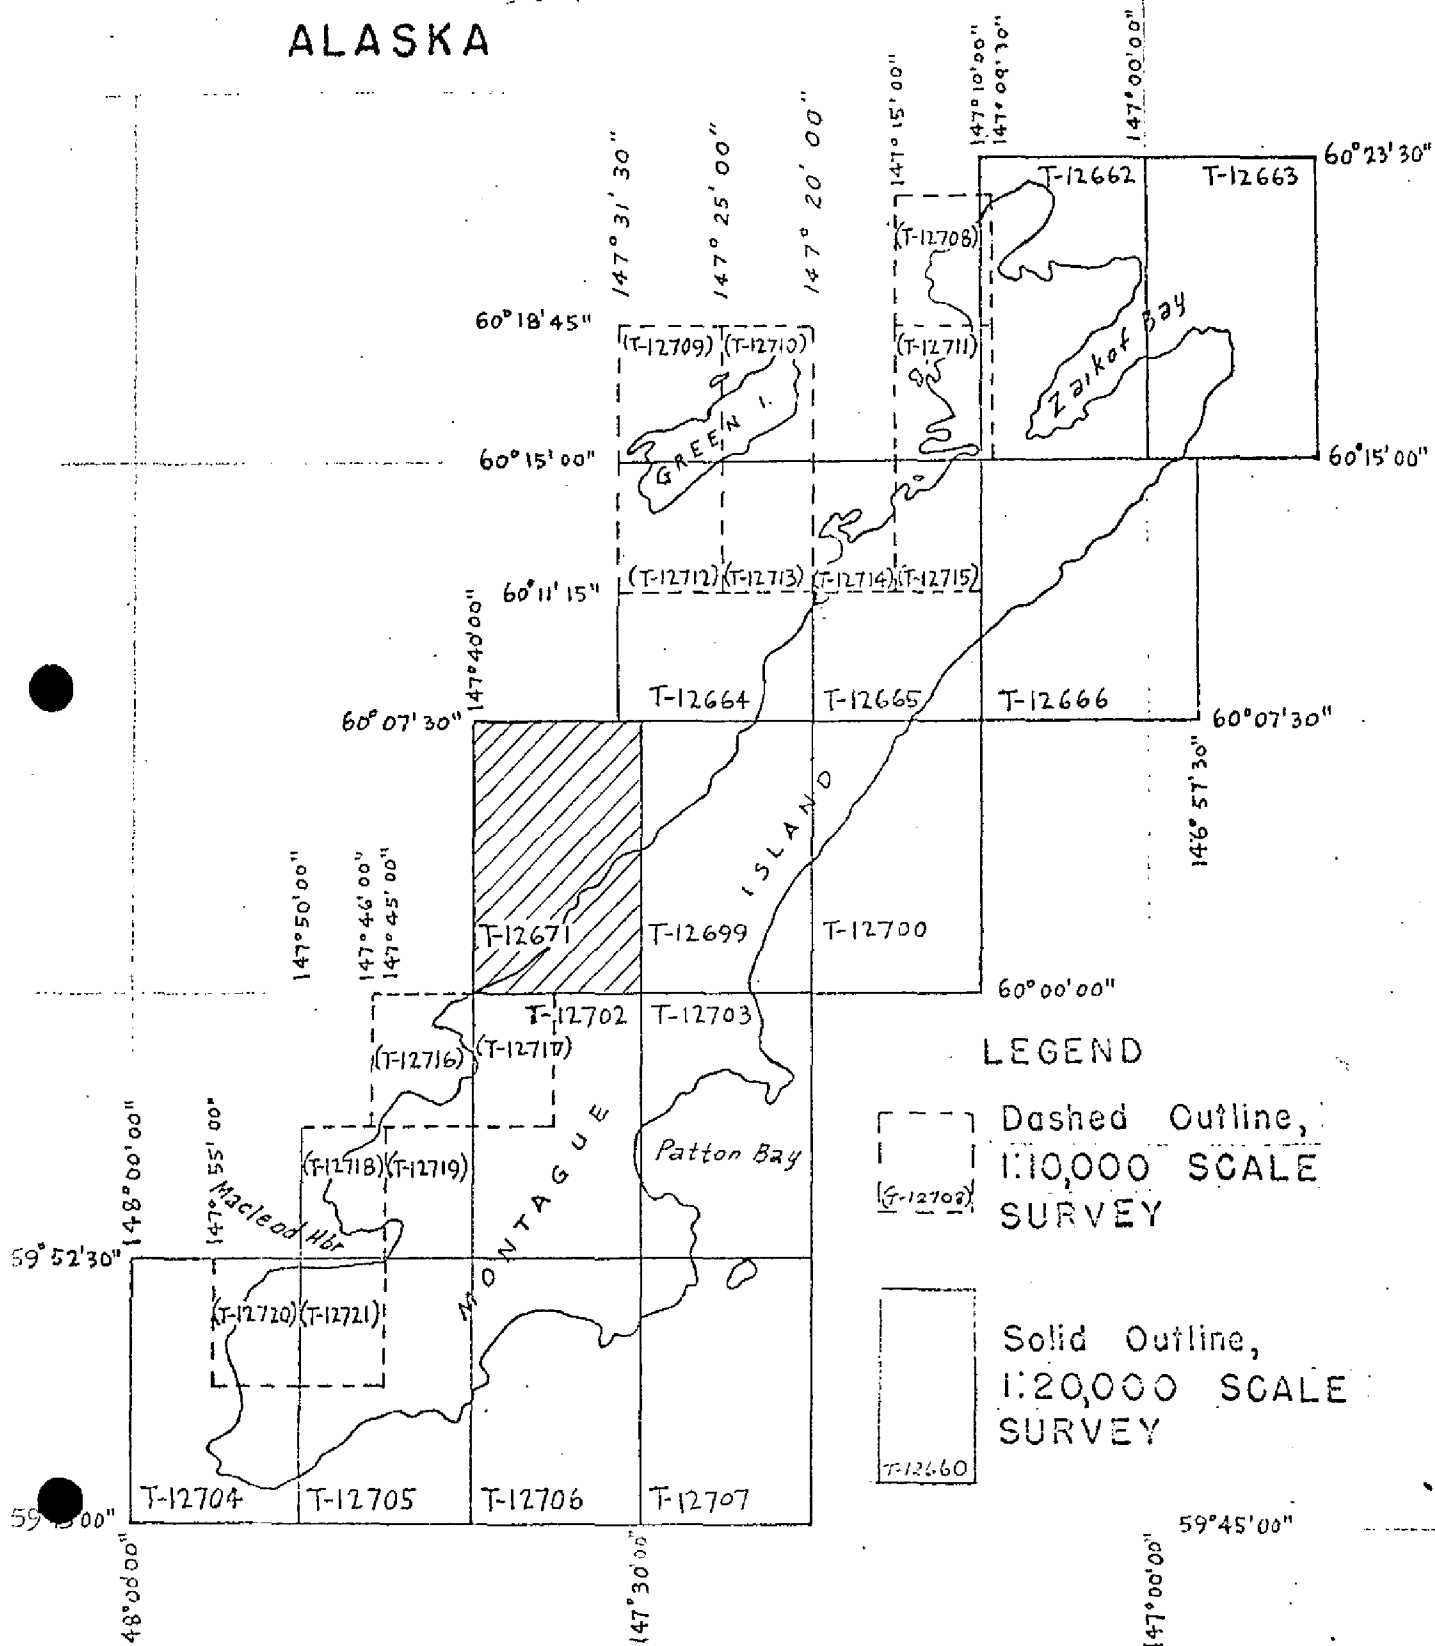 ALASKA
147° 31' 30"
147° 25' 00"
147° 20' 00"
147° 15' 00"
147° 10' 00"
147° 09' 30"
147° 00' 00"
60° 23' 30"
T-12662
T-12663
(T-12708)
60° 18' 45"
(T-12709)
(T-12710)
(T-12711)
Zaikof Bay
GREEN I.
60° 15' 00"
60° 15' 00"
60° 11' 15"
(T-12712)
(T-12713)
(T-12714)
(T-12715)
147° 40' 00"
T-12664
T-12665
T-12666
60° 07' 30"
60° 07' 30"
146° 57' 30"
ISLAND
147° 50' 00"
147° 46' 00"
147° 45' 00"
T-12671
T-12699
T-12700
60° 00' 00"
T-12702
T-12703
(T-12716)
(T-12717)
LEGEND
148° 00' 00"
147° 55' 00"
MONTAGUE
Patton Bay
(T-12718)
(T-12719)
Macleod Hbr
Dashed Outline,
1:10,000 SCALE
SURVEY
(T-12708)
59° 52' 30"
(T-12720)
(T-12721)
Solid Outline,
1:20,000 SCALE
SURVEY
T-12660
T-12704
T-12705
T-12706
T-12707
59° 45' 00"
48° 00' 00"
147° 30' 00"
147° 00' 00"